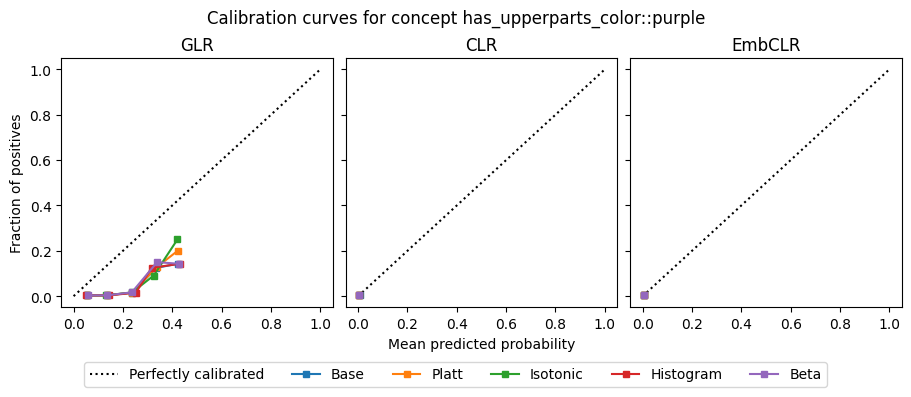 Calibration curves for concept has_upperparts_color::purple
GLR
CLR
EmbCLR
Fraction of positives
1.0
0.8
0.6
0.4
0.2
0.0
0.0 0.2 0.4 0.6 0.8 1.0
0.0 0.2 0.4 0.6 0.8 1.0
0.0 0.2 0.4 0.6 0.8 1.0
Mean predicted probability
Perfectly calibrated Base Platt Isotonic Histogram Beta